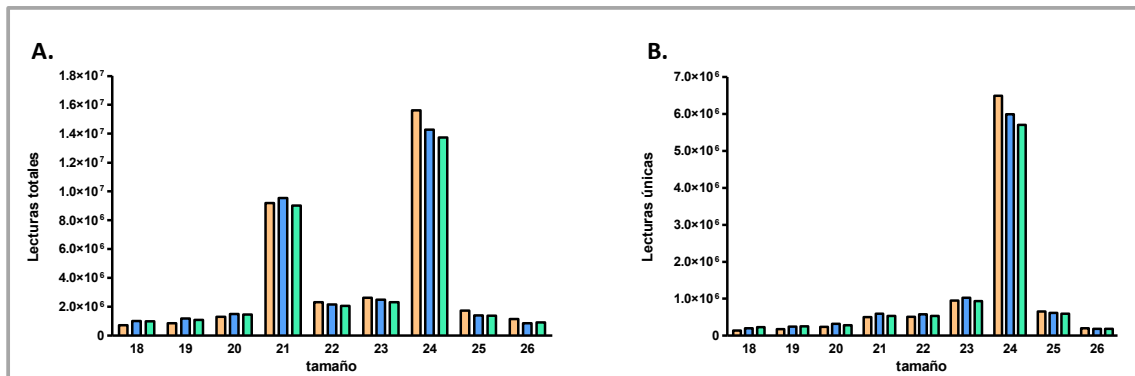 A.
Lecturas totales
1.8×10⁷
1.6×10⁷
1.4×10⁷
1.2×10⁷
1.0×10⁷
8.0×10⁶
6.0×10⁶
4.0×10⁶
2.0×10⁶
0
18 19 20 21 22 23 24 25 26
tamaño
B.
Lecturas únicas
7.0×10⁶
6.0×10⁶
5.0×10⁶
4.0×10⁶
3.0×10⁶
2.0×10⁶
1.0×10⁶
0
18 19 20 21 22 23 24 25 26
tamaño